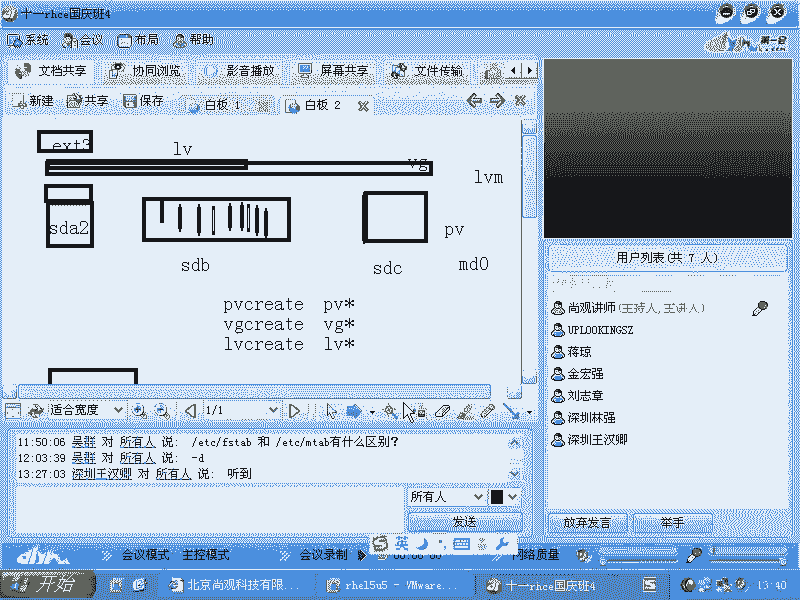 十一rhce国庆班4
系统 会议 布局 帮助
文档共享 协同浏览 影音播放 屏幕共享 文件传输
新建 共享 保存 白板 1 白板 2
ext3
lv
vg
lvm
sda2
pv
sdb
sdc
md0
pvcreate pv*
vgcreate vg*
lvcreate lv*
适合宽度 1/1
11:50:06 吴群 对 所有人 说: /etc/fstab 和 /etc/mtab有什么区别?
12:03:39 吴群 对 所有人 说: -d
13:27:03 深圳王汉卿 对 所有人 说: 听到
所有人
发送
用户列表(共 7 人)
尚观讲师(主持人,主讲人)
UPLOOKINGSZ
蒋琼
金宏强
刘志章
深圳林强
深圳王汉卿
放弃发言 举手
英
会议模式 主控模式 会议录制 00:00:00 网络质量
开始 北京尚观科技有限... rhel5u5 - VMware... 十一rhce国庆班4 13:40